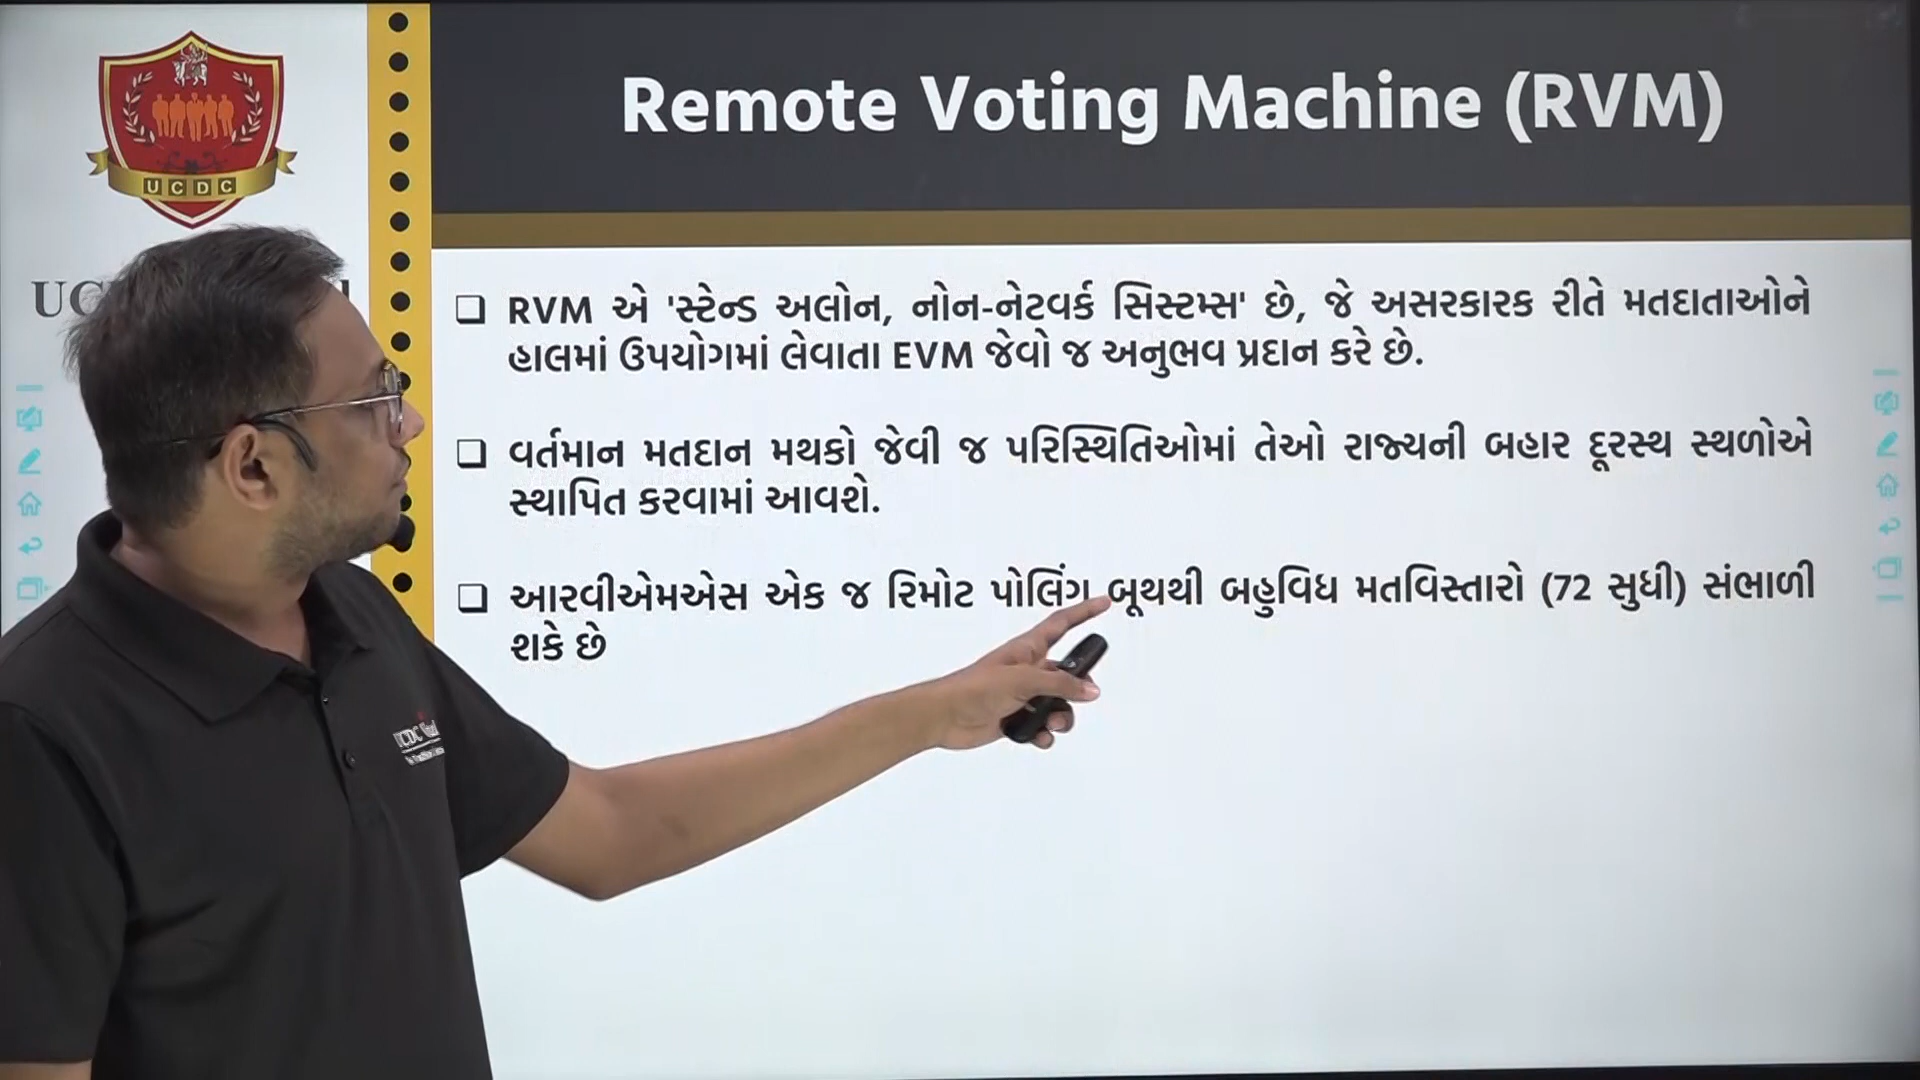 UCDC
Remote Voting Machine (RVM)
RVM એ 'સ્ટેન્ડ અલોન, નોન-નેટવર્ક સિસ્ટમ્સ' છે, જે અસરકારક રીતે મતદાતાઓને
હાલમાં ઉપયોગમાં લેવાતા EVM જેવો જ અનુભવ પ્રદાન કરે છે.
વર્તમાન મતદાન મથકો જેવી જ પરિસ્થિતિઓમાં તેઓ રાજ્યની બહાર દૂરસ્થ સ્થળોએ
સ્થાપિત કરવામાં આવશે.
આરવીએમએસ એક જ રિમોટ પોલિંગ બૂથથી બહુવિધ મતવિસ્તારો (72 સુધી) સંભાળી
શકે છે
UCDC